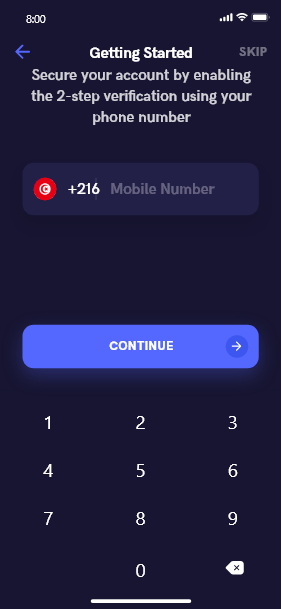 8:00
Getting Started
SKIP
Secure your account by enabling
the 2-step verification using your
phone number
+216 Mobile Number
CONTINUE
1 2 3
4 5 6
7 8 9
0